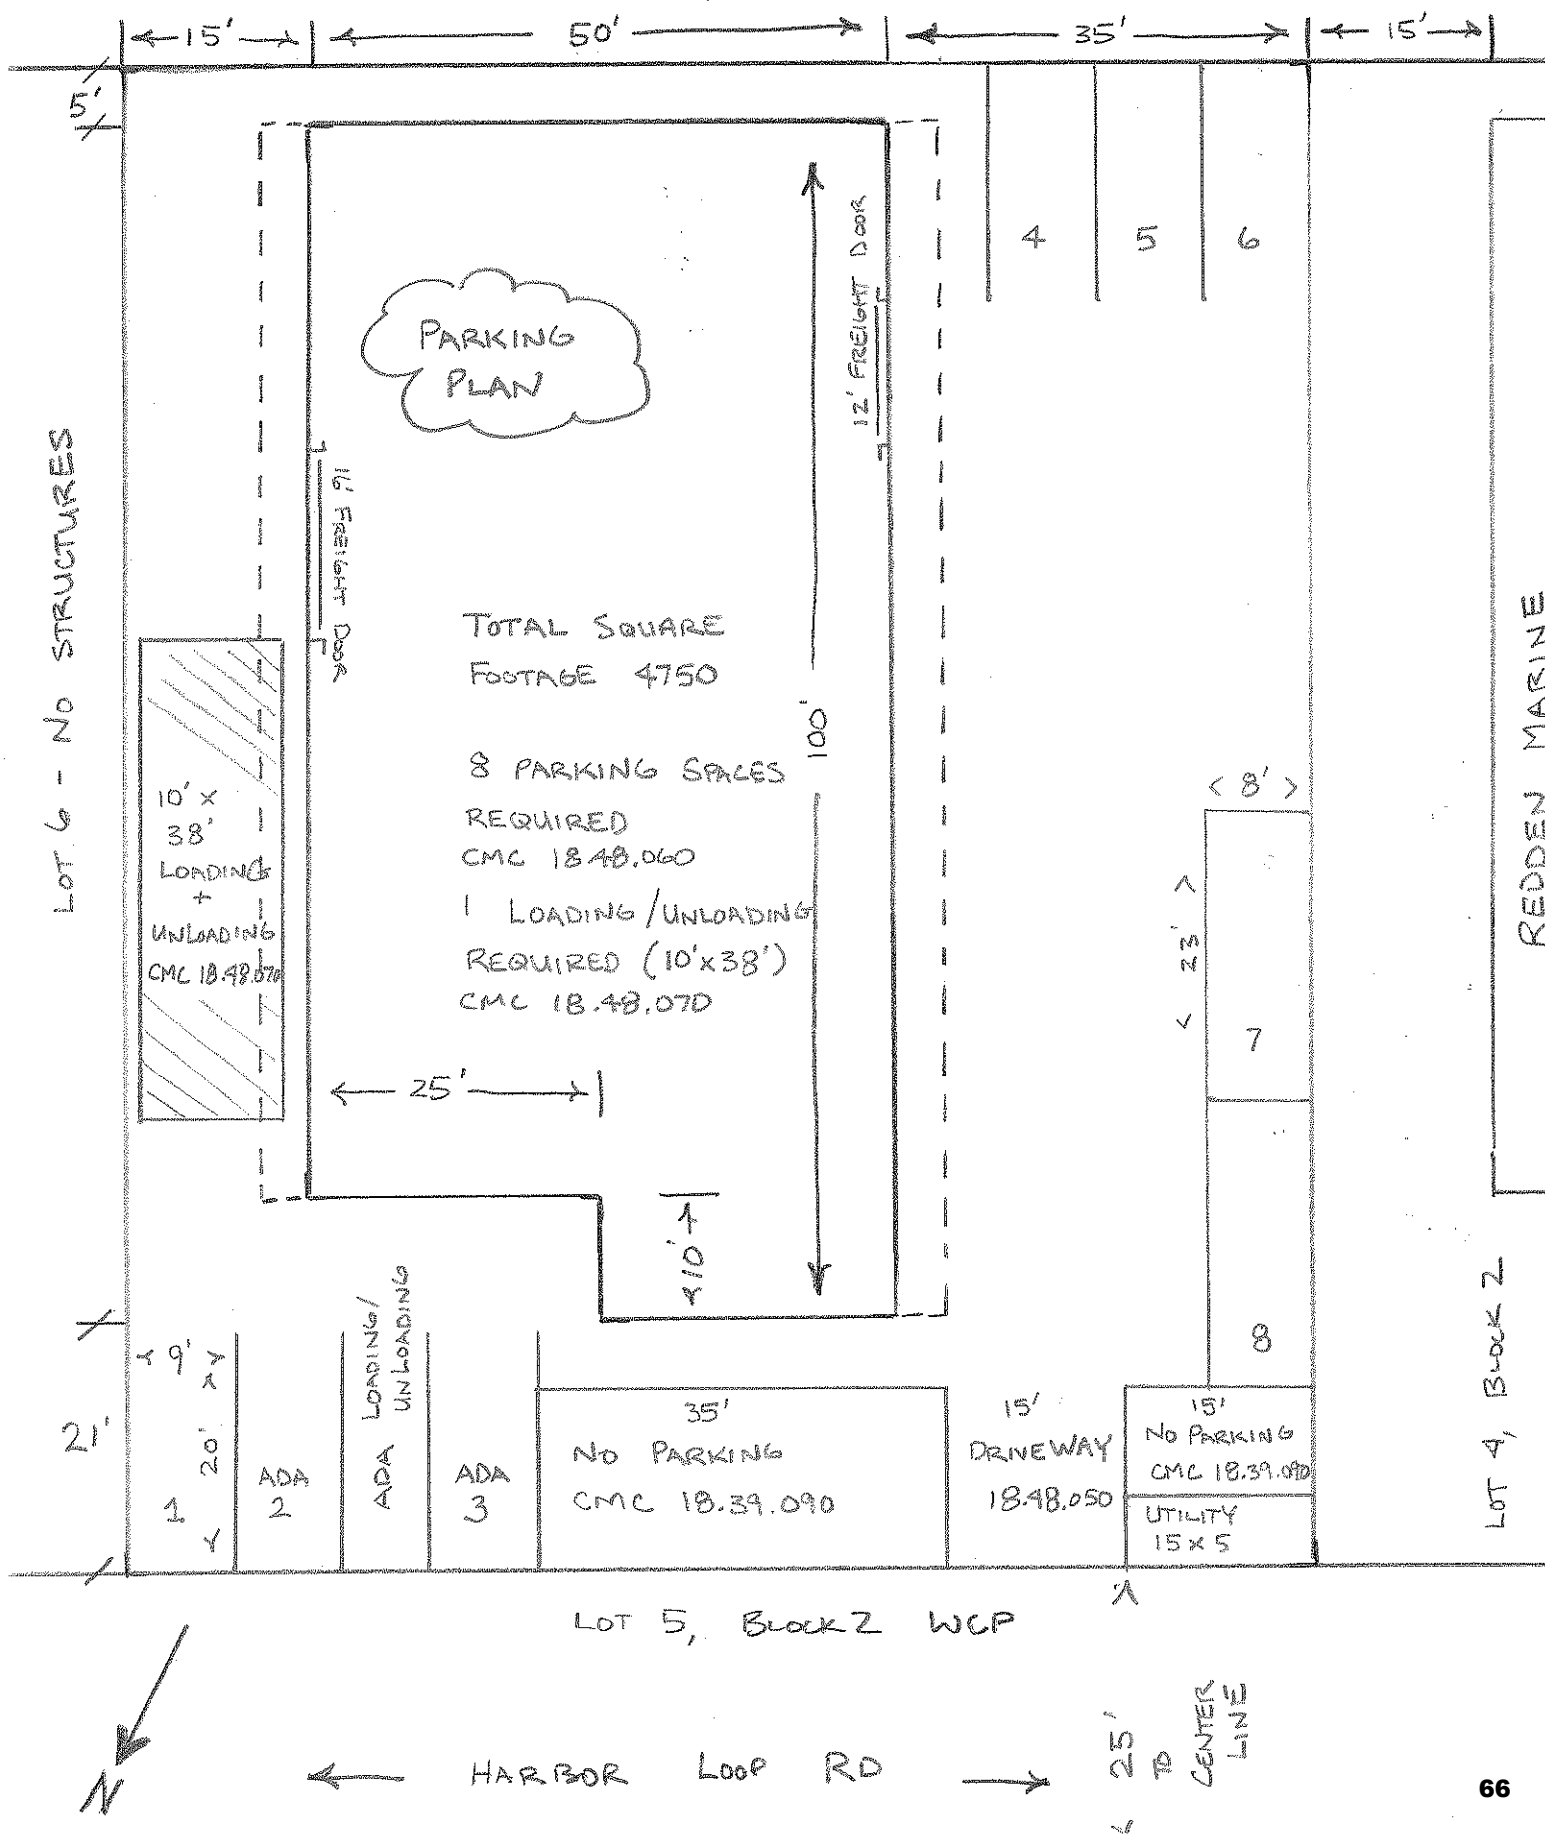 15'
50'
35'
15'
5'
4
5
6
12' FREIGHT DOOR
PARKING
PLAN
16' FREIGHT DOOR
LOT 6 - NO STRUCTURES
TOTAL SQUARE
FOOTAGE 4750
100'
8 PARKING SPACES
REQUIRED
CMC 18.48.060
1 LOADING/UNLOADING
REQUIRED (10'x38')
CMC 18.48.070
10' x
38'
LOADING
+
UNLOADING
CMC 18.48.070
8'
23'
7
8
REDDEN MARINE
25'
10'
LOT 4, BLOCK 2
21'
9'
20'
1
ADA
2
ADA LOADING/
UNLOADING
ADA
3
35'
NO PARKING
CMC 18.39.090
15'
DRIVEWAY
18.48.050
15'
NO PARKING
CMC 18.39.090
UTILITY
15 x 5
LOT 5, BLOCK 2 WCP
N
HARBOR LOOP RD
25'
TO
CENTER
LINE
66